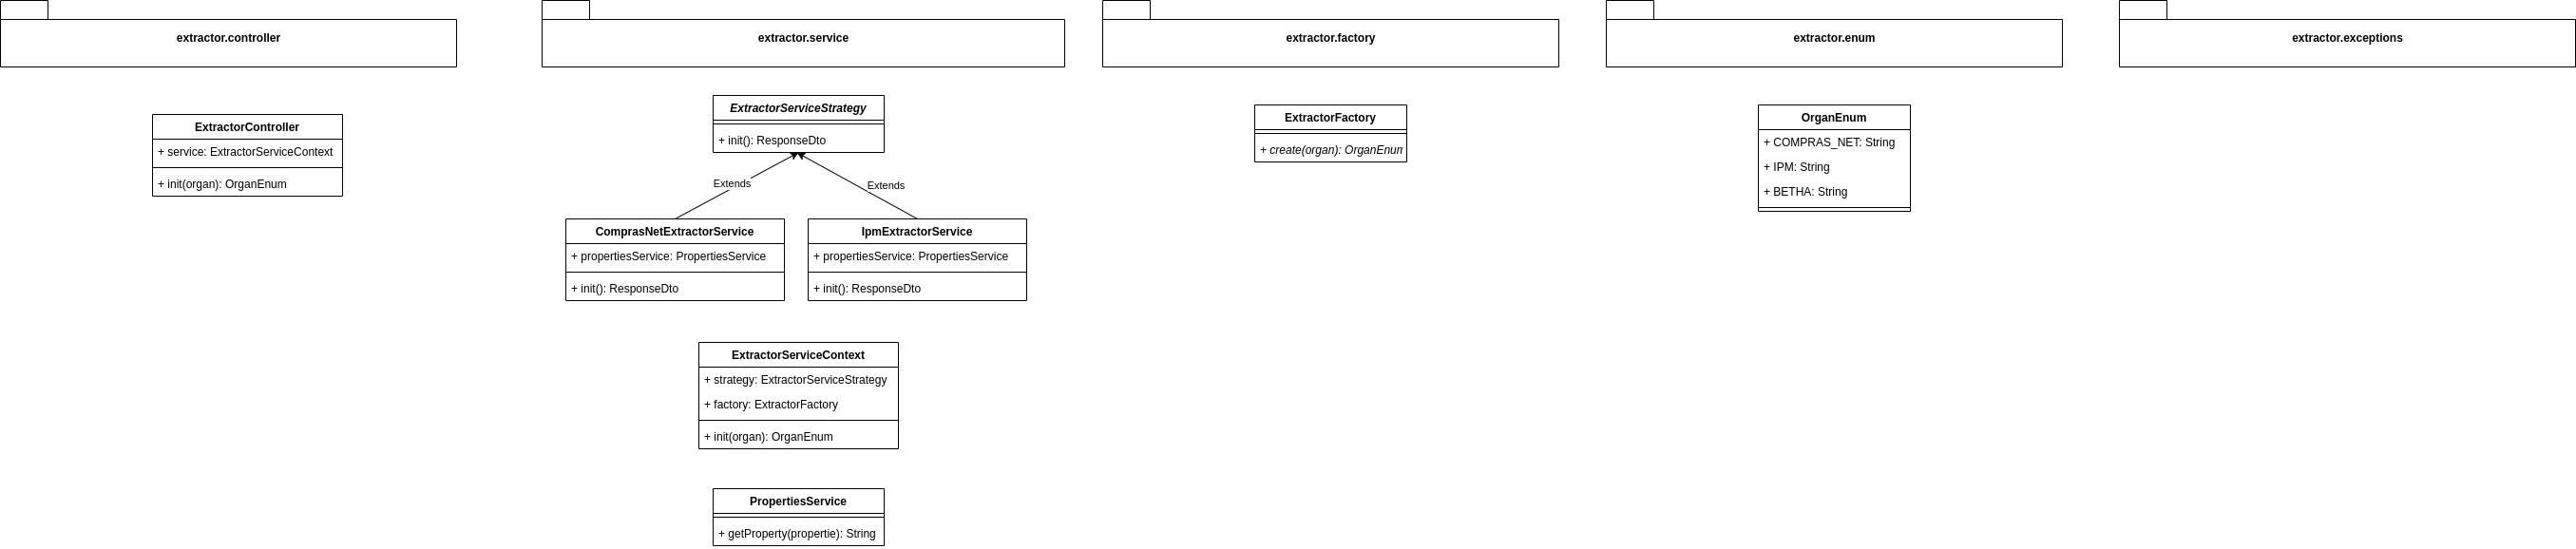 extractor.controller
ExtractorController
+ service: ExtractorServiceContext
+ init(organ): OrganEnum
extractor.service
ExtractorServiceStrategy
+ init(): ResponseDto
Extends
Extends
ComprasNetExtractorService
+ propertiesService: PropertiesService
+ init(): ResponseDto
IpmExtractorService
+ propertiesService: PropertiesService
+ init(): ResponseDto
ExtractorServiceContext
+ strategy: ExtractorServiceStrategy
+ factory: ExtractorFactory
+ init(organ): OrganEnum
PropertiesService
+ getProperty(propertie): String
extractor.factory
ExtractorFactory
+ create(organ): OrganEnum
extractor.enum
OrganEnum
+ COMPRAS_NET: String
+ IPM: String
+ BETHA: String
extractor.exceptions